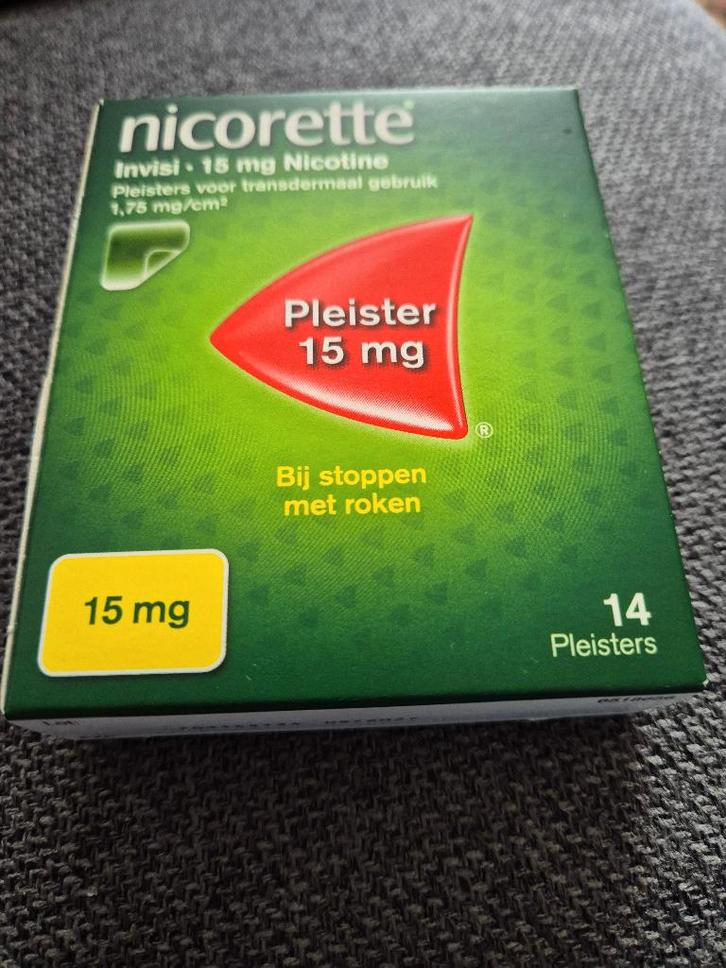 nicorette®
Invisi • 15 mg Nicotine
Pleisters voor transdermaal gebruik
1,75 mg/cm²
Pleister
15 mg
®
Bij stoppen
met roken
15 mg
14
Pleisters
Lot